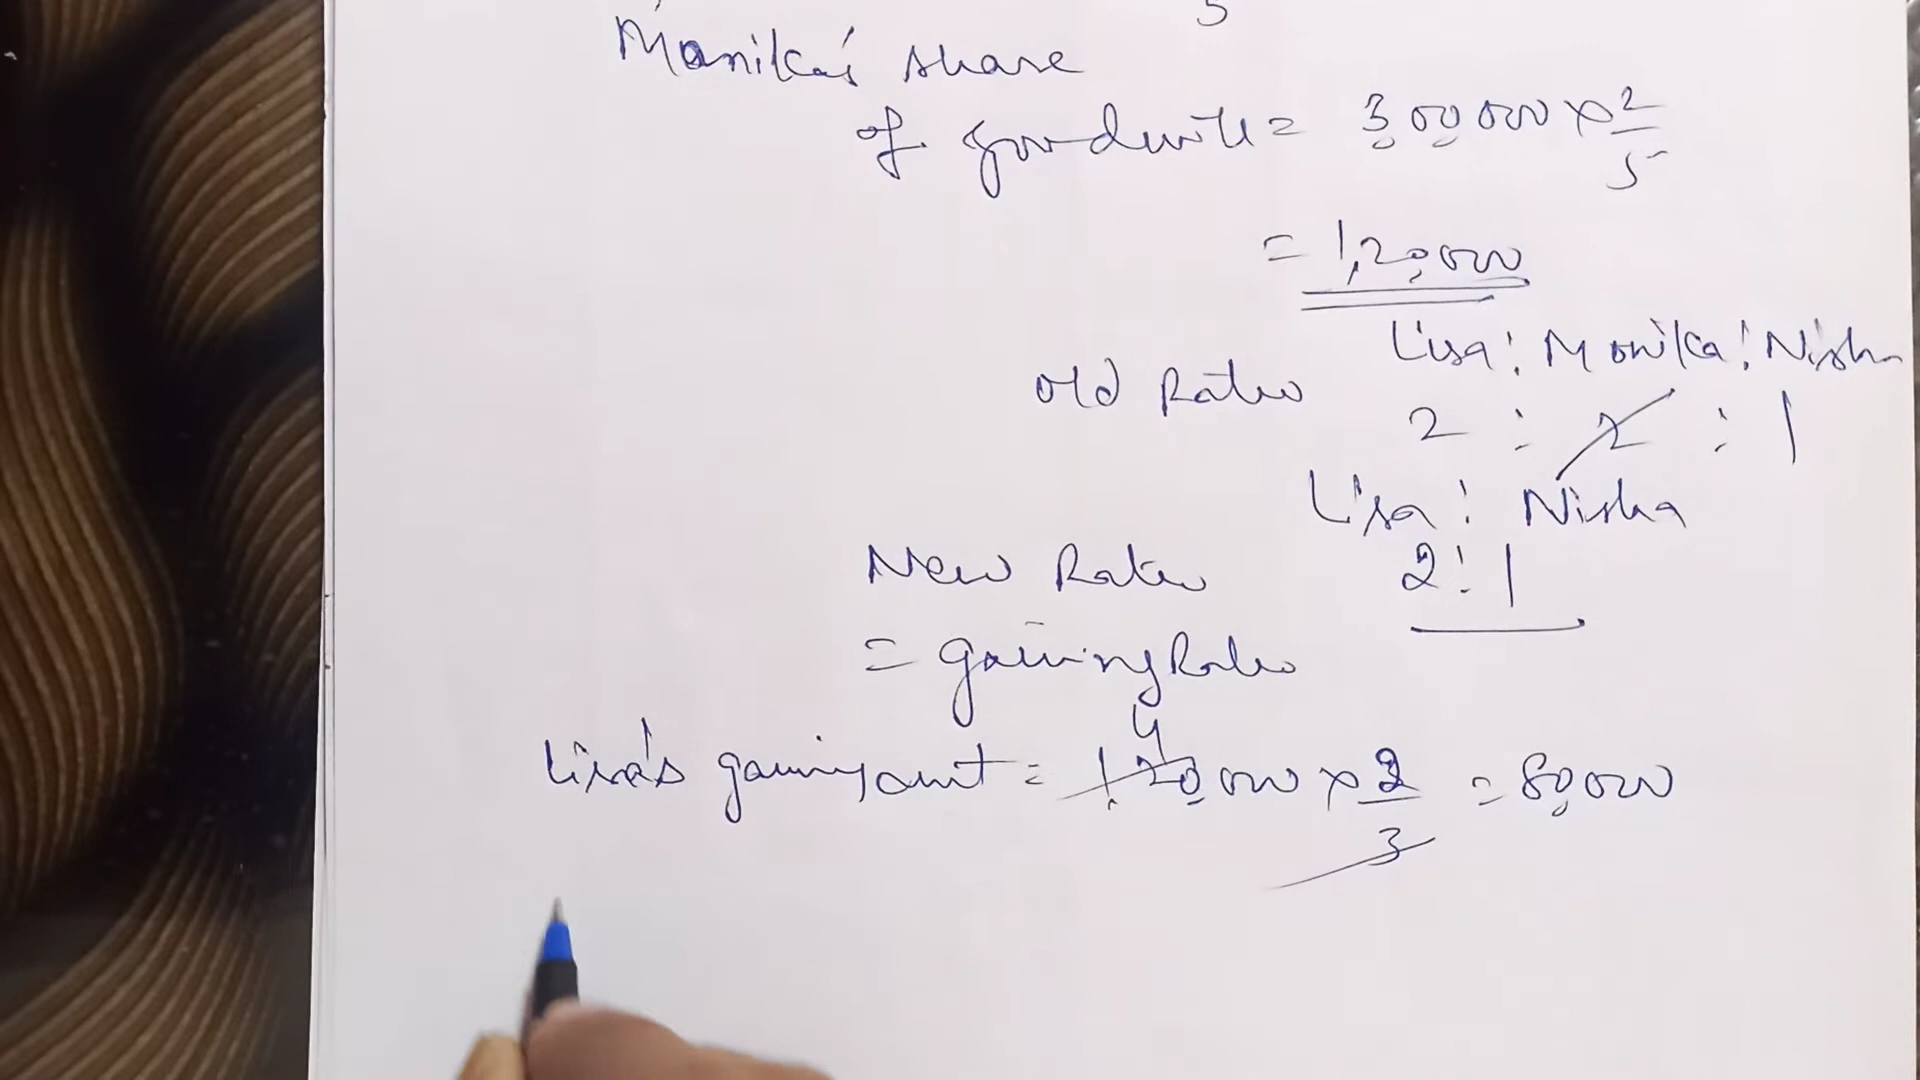 5
Monika's share
of goodwill = 3,00,000 × 2/5
= 1,20,000
Lisa : Monika : Nisha
Old Ratio 2 : 2 : 1
Lisa : Nisha
New Ratio 2 : 1
= gaining Ratio
4
Lisa's gaining amt = 1,20,000 × 2/3 = 80,000